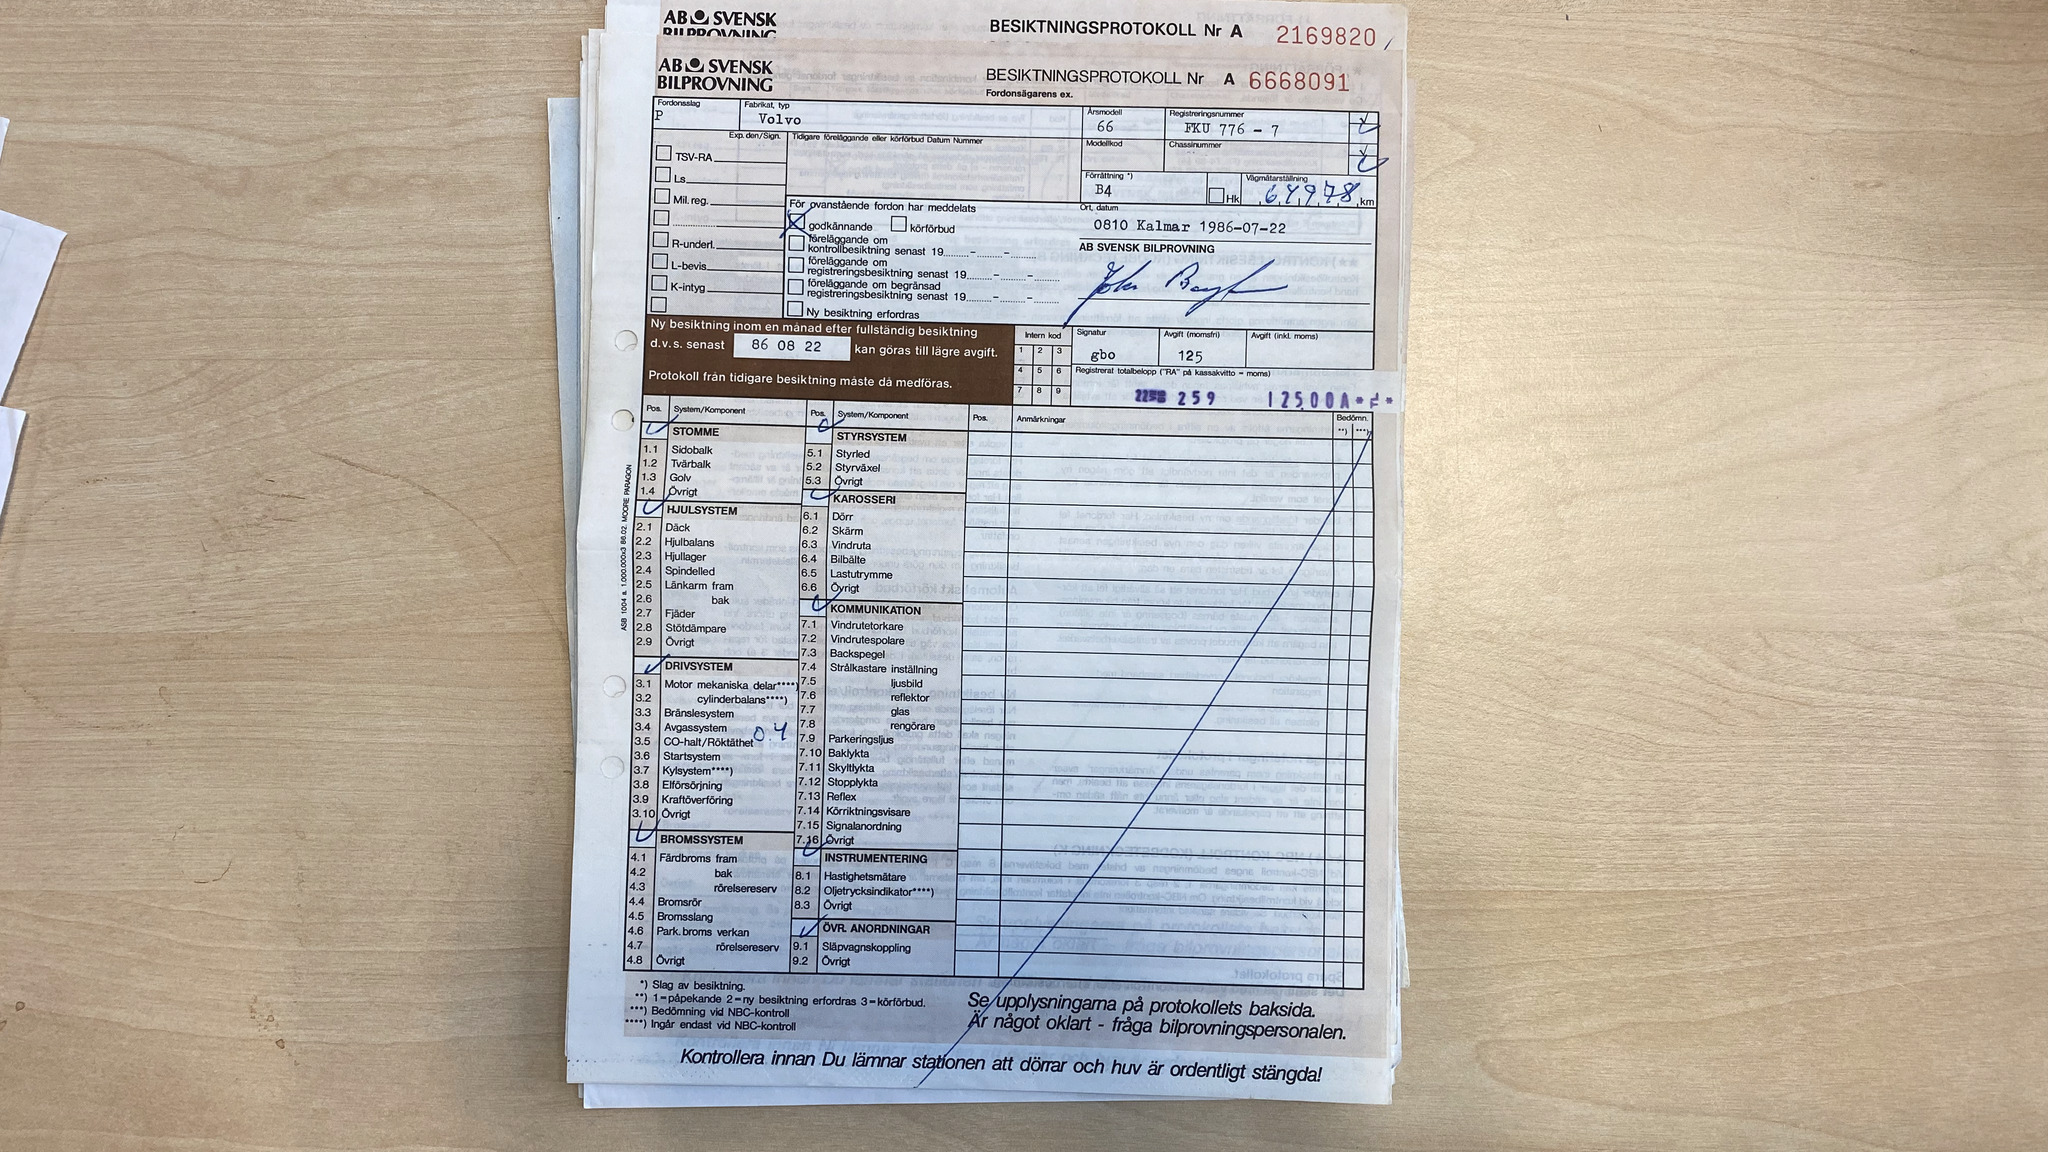 AB SVENSK
BILPROVNING
BESIKTNINGSPROTOKOLL Nr A 2169820
AB SVENSK
BILPROVNING
BESIKTNINGSPROTOKOLL Nr A 6668091
Fordonsägarens ex.
Fordonsslag
P
Fabrikat, typ
Volvo
Årsmodell
66
Registreringsnummer
FKU 776 - 7
Exp. den/Sign.
Tidigare föreläggande eller körförbud Datum Nummer
Modellkod
Chassinummer
TSV-RA
Ls
Mil. reg.
R-underl.
L-bevis
K-intyg
Förrättning *)
B4
Hk
Vägmätarställning
64978 km
För ovanstående fordon har meddelats
godkännande
körförbud
föreläggande om
kontrollbesiktning senast 19
föreläggande om
registreringsbesiktning senast 19
föreläggande om begränsad
registreringsbesiktning senast 19
Ny besiktning erfordras
Ort, datum
0810 Kalmar 1986-07-22
AB SVENSK BILPROVNING
Ny besiktning inom en månad efter fullständig besiktning
d.v.s. senast 86 08 22 kan göras till lägre avgift.
Protokoll från tidigare besiktning måste då medföras.
Intern kod
1 2 3
4 5 6
7 8 9
Signatur
gbo
Avgift (momsfri)
125
Avgift (inkl. moms)
Registrerat totalbelopp ("RA" på kassakvitto - moms)
259 12500A*
Pos. System/Komponent
Pos. System/Komponent
Pos. Anmärkningar
Bedömn.
**) ***)
STOMME
1.1 Sidobalk
1.2 Tvärbalk
1.3 Golv
1.4 Övrigt
HJULSYSTEM
2.1 Däck
2.2 Hjulbalans
2.3 Hjullager
2.4 Spindelled
2.5 Länkarm fram
2.6 bak
2.7 Fjäder
2.8 Stötdämpare
2.9 Övrigt
DRIVSYSTEM
3.1 Motor mekaniska delar****)
3.2 cylinderbalans****)
3.3 Bränslesystem
3.4 Avgassystem
3.5 CO-halt/Röktäthet 0.4
3.6 Startsystem
3.7 Kylsystem****)
3.8 Elförsörjning
3.9 Kraftöverföring
3.10 Övrigt
BROMSSYSTEM
4.1 Färdbroms fram
4.2 bak
4.3 rörelsereserv
4.4 Bromsrör
4.5 Bromsslang
4.6 Park.broms verkan
4.7 rörelsereserv
4.8 Övrigt
STYRSYSTEM
5.1 Styrled
5.2 Styrväxel
5.3 Övrigt
KAROSSERI
6.1 Dörr
6.2 Skärm
6.3 Vindruta
6.4 Bilbälte
6.5 Lastutrymme
6.6 Övrigt
KOMMUNIKATION
7.1 Vindrutetorkare
7.2 Vindrutespolare
7.3 Backspegel
7.4 Strålkastare inställning
7.5 ljusbild
7.6 reflektor
7.7 glas
7.8 rengörare
7.9 Parkeringsljus
7.10 Baklykta
7.11 Skyltlykta
7.12 Stopplykta
7.13 Reflex
7.14 Körriktningsvisare
7.15 Signalanordning
7.16 Övrigt
INSTRUMENTERING
8.1 Hastighetsmätare
8.2 Oljetrycksindikator****)
8.3 Övrigt
ÖVR. ANORDNINGAR
9.1 Släpvagnskoppling
9.2 Övrigt
ASB 1004 a. 1.000.000x3 86.02. MOORE PARAGON
*) Slag av besiktning.
**) 1=påpekande 2=ny besiktning erfordras 3=körförbud.
***) Bedömning vid NBC-kontroll
****) Ingår endast vid NBC-kontroll
Se upplysningarna på protokollets baksida.
Är något oklart - fråga bilprovningspersonalen.
Kontrollera innan Du lämnar stationen att dörrar och huv är ordentligt stängda!